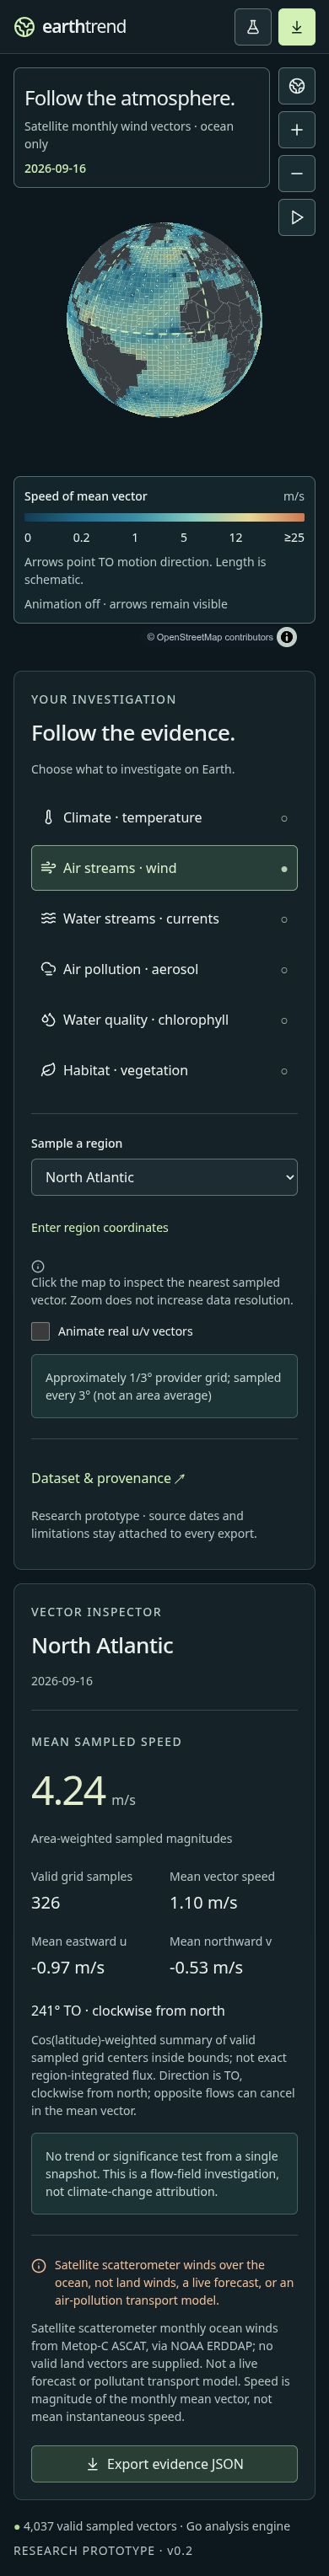 earthtrend
Follow the atmosphere.
Satellite monthly wind vectors · ocean
only
2026-09-16
Speed of mean vector
m/s
0 0.2 1 5 12 ≥25
Arrows point TO motion direction. Length is
schematic.
Animation off · arrows remain visible
© OpenStreetMap contributors
YOUR INVESTIGATION
Follow the evidence.
Choose what to investigate on Earth.
Climate · temperature
Air streams · wind
Water streams · currents
Air pollution · aerosol
Water quality · chlorophyll
Habitat · vegetation
Sample a region
North Atlantic
Enter region coordinates
Click the map to inspect the nearest sampled
vector. Zoom does not increase data resolution.
Animate real u/v vectors
Approximately 1/3° provider grid; sampled
every 3° (not an area average)
Dataset & provenance ↗
Research prototype · source dates and
limitations stay attached to every export.
VECTOR INSPECTOR
North Atlantic
2026-09-16
MEAN SAMPLED SPEED
4.24 m/s
Area-weighted sampled magnitudes
Valid grid samples
326
Mean vector speed
1.10 m/s
Mean eastward u
-0.97 m/s
Mean northward v
-0.53 m/s
241° TO · clockwise from north
Cos(latitude)-weighted summary of valid
sampled grid centers inside bounds; not exact
region-integrated flux. Direction is TO,
clockwise from north; opposite flows can cancel
in the mean vector.
No trend or significance test from a single
snapshot. This is a flow-field investigation,
not climate-change attribution.
Satellite scatterometer winds over the
ocean, not land winds, a live forecast, or an
air-pollution transport model.
Satellite scatterometer monthly ocean winds
from Metop-C ASCAT, via NOAA ERDDAP; no
valid land vectors are supplied. Not a live
forecast or pollutant transport model. Speed is
magnitude of the monthly mean vector, not
mean instantaneous speed.
Export evidence JSON
4,037 valid sampled vectors · Go analysis engine
RESEARCH PROTOTYPE · v0.2